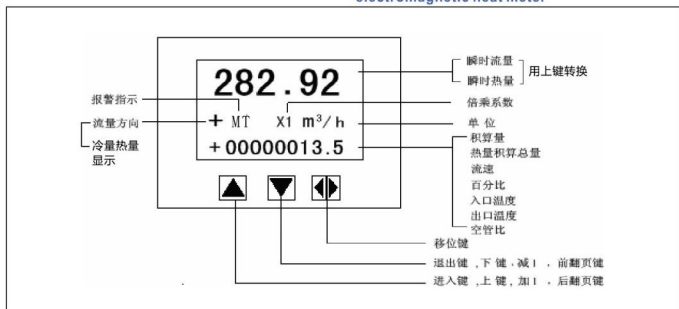 electromagnetic heat meter
282.92
+ MT X1 m³/h
+00000013.5
报警指示
流量方向
冷量热量
显示
瞬时流量
瞬时热量
用上键转换
倍乘系数
单 位
积算量
热量积算总量
流速
百分比
入口温度
出口温度
空管比
移位键
退出键 ,下 键 ,减1 ，前翻页键
进入键 ,上 键, 加1 ，后翻页键